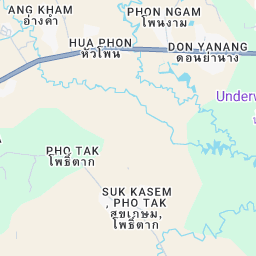 ANG KHAM
อ่างคำ
PHON NGAM
โพนงาม
HUA PHON
หัวโพน
DON YANANG
ดอนย่านาง
Underw
PHO TAK
โพธิ์ตาก
SUK KASEM
, PHO TAK
สุขเกษม,
โพธิ์ตาก